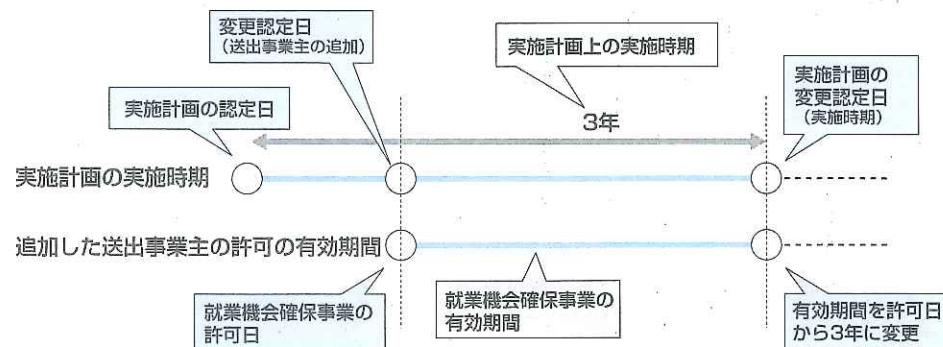 変更認定日
（送出事業主の追加）
実施計画上の実施時期
実施計画の
変更認定日
（実施時期）
実施計画の認定日
3年
実施計画の実施時期
追加した送出事業主の許可の有効期間
就業機会確保事業の
許可日
就業機会確保事業の
有効期間
有効期間を許可日
から3年に変更